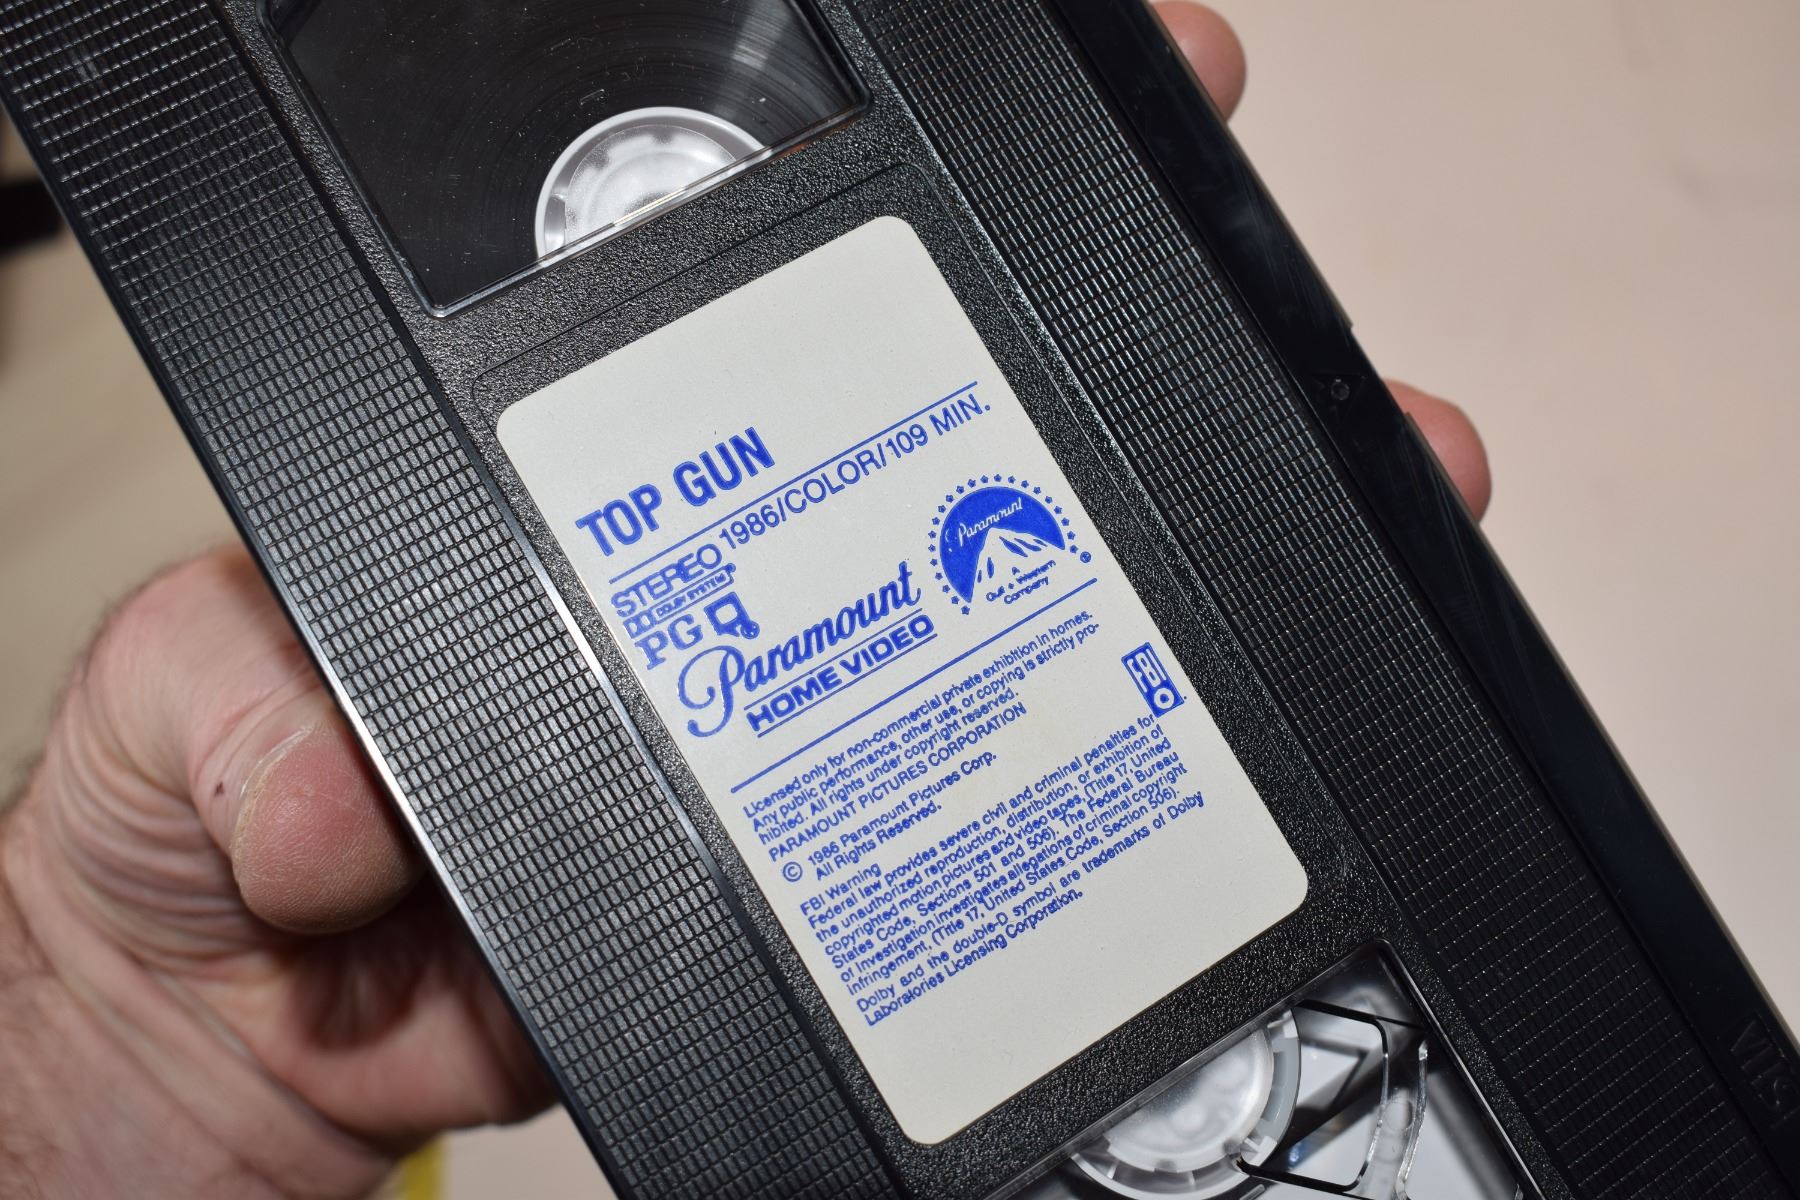 TOP GUN
STEREO 1986/COLOR/109 MIN.
DOLBY SYSTEM®
PG
Paramount
HOME VIDEO
Paramount
A
Gulf + Western
Company
®
Licensed only for non-commercial private exhibition in homes.
Any public performance, other use, or copying is strictly pro-
hibited. All rights under copyright reserved.
PARAMOUNT PICTURES CORPORATION
© 1986 Paramount Pictures Corp.
All Rights Reserved.
FBI
FBI Warning
Federal law provides severe civil and criminal penalties for
the unauthorized reproduction, distribution, or exhibition of
copyrighted motion pictures and video tapes, (Title 17, United
States Code, Sections 501 and 506). The Federal Bureau
of Investigation investigates allegations of criminal copyright
infringement, (Title 17, United States Code, Section 506).
Dolby and the double-D symbol are trademarks of Dolby
Laboratories Licensing Corporation.